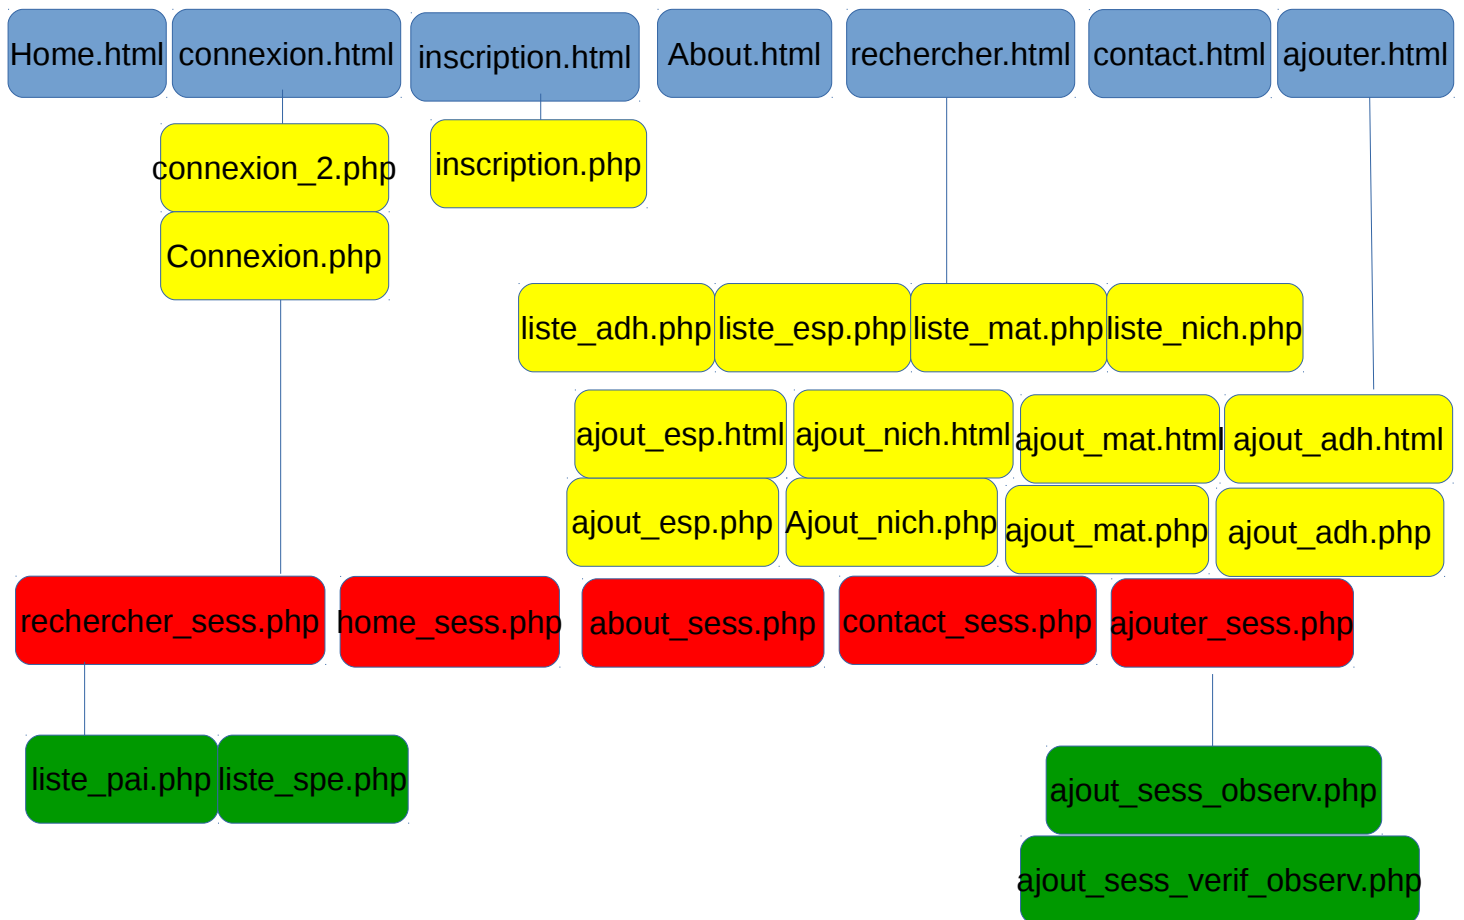 Home.html
connexion.html
inscription.html
About.html
rechercher.html
contact.html
ajouter.html
connexion_2.php
inscription.php
Connexion.php
liste_adh.php
liste_esp.php
liste_mat.php
liste_nich.php
ajout_esp.html
ajout_nich.html
ajout_mat.html
ajout_adh.html
ajout_esp.php
Ajout_nich.php
ajout_mat.php
ajout_adh.php
rechercher_sess.php
home_sess.php
about_sess.php
contact_sess.php
ajouter_sess.php
liste_pai.php
liste_spe.php
ajout_sess_observ.php
ajout_sess_verif_observ.php